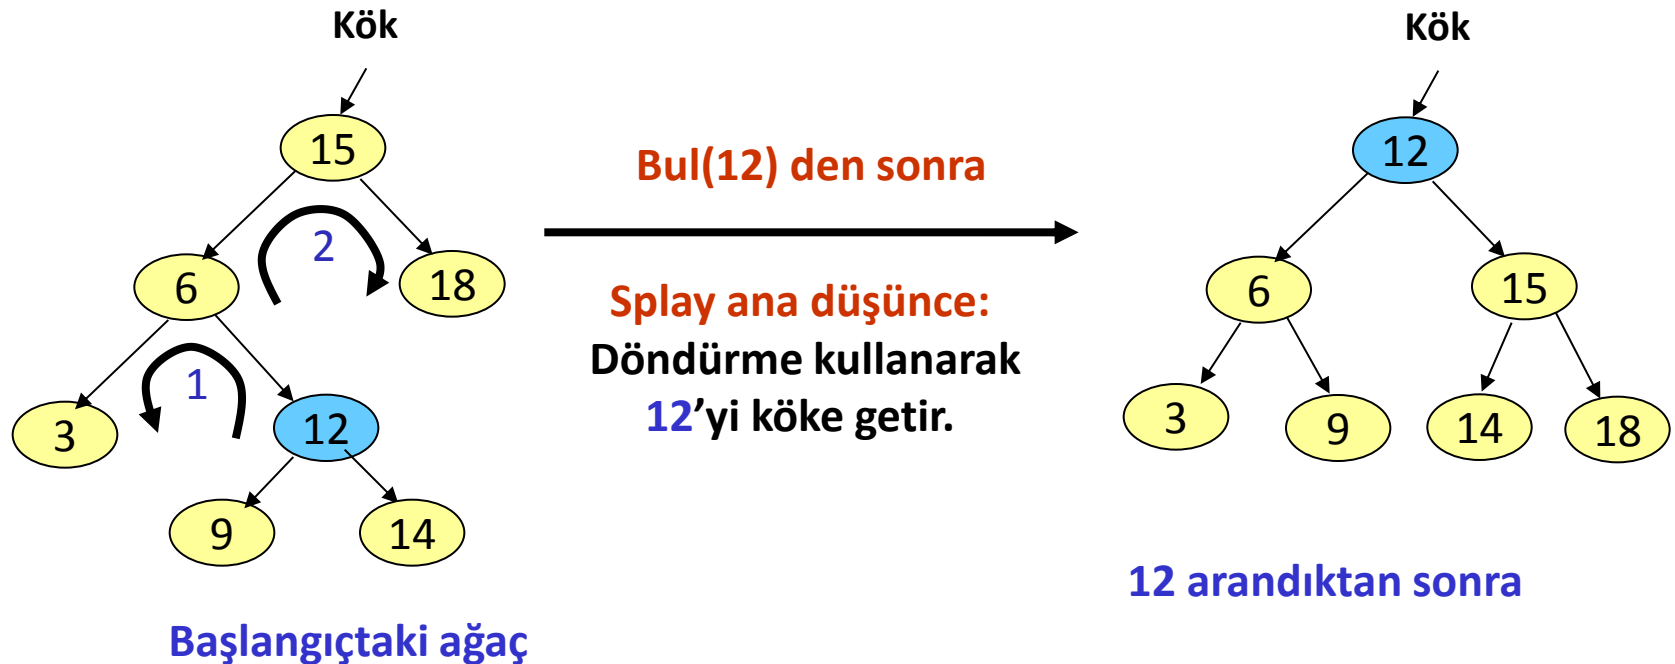 Kök
15
2
6
18
1
3
12
9
14
Başlangıçtaki ağaç
Bul(12) den sonra
Splay ana düşünce:
Döndürme kullanarak
12'yi köke getir.
Kök
12
6
15
3
9
14
18
12 arandıktan sonra